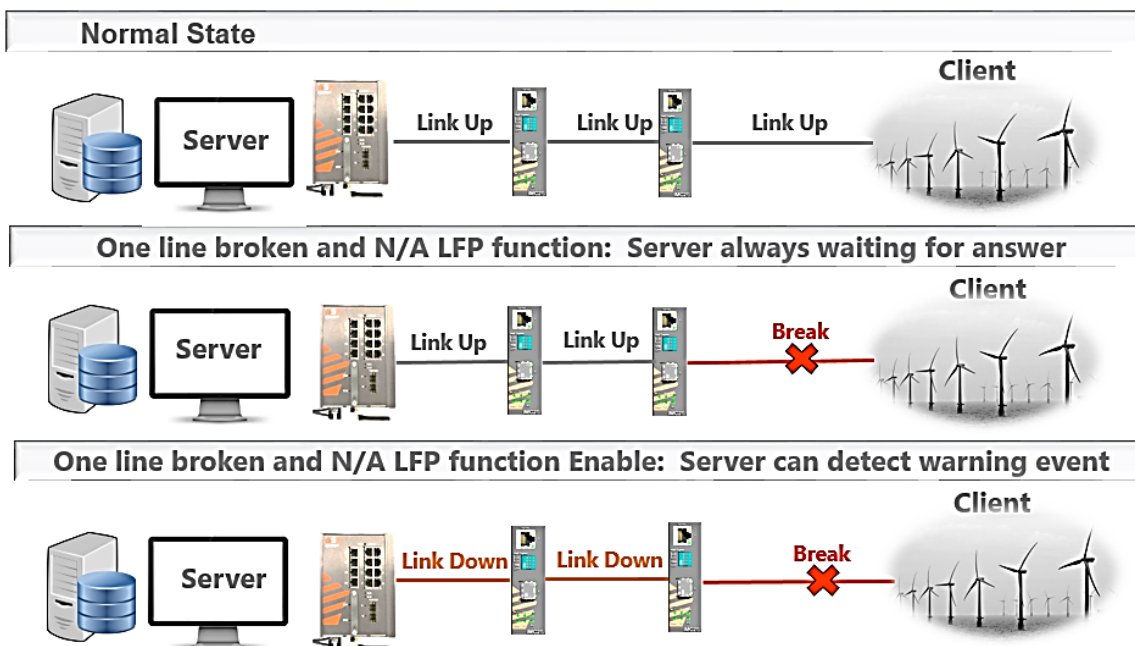 Normal State
Client
Server
Link Up
Link Up
Link Up
One line broken and N/A LFP function: Server always waiting for answer
Client
Server
Link Up
Link Up
Break
One line broken and N/A LFP function Enable: Server can detect warning event
Client
Server
Link Down
Link Down
Break